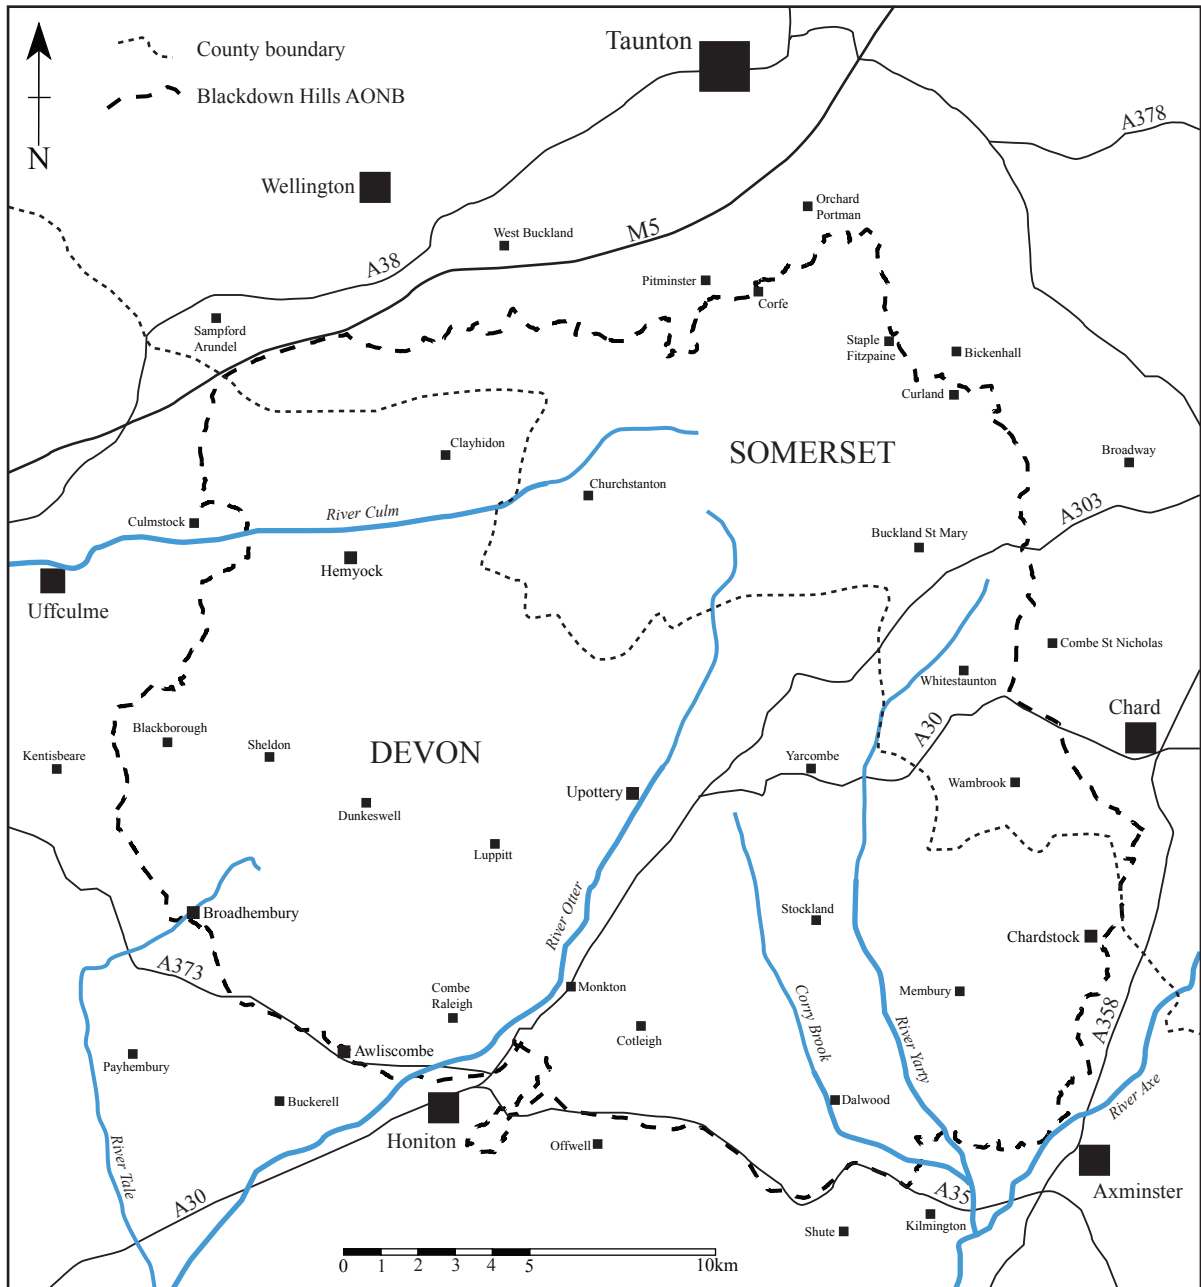 Taunton
County boundary
Blackdown Hills AONB
N
A378
Wellington
Orchard
Portman
West Buckland
M5
A38
Pitminster
Corfe
Sampford
Arundel
Staple
Fitzpaine
Bickenhall
Curland
Clayhidon
SOMERSET
Broadway
Churchstanton
River Culm
A303
Culmstock
Buckland St Mary
Hemyock
Uffculme
Combe St Nicholas
Whitestaunton
Chard
Blackborough
A30
Kentisbeare
Sheldon
DEVON
Yarcombe
Wambrook
Upottery
Dunkeswell
Luppitt
River Otter
Stockland
Broadhembury
Chardstock
A373
Combe
Raleigh
Monkton
Membury
Corry Brook
A358
Cotleigh
River Yarty
Awliscombe
Payhembury
Buckerell
Dalwood
River Axe
Honiton
Offwell
River Tale
A30
A35
Axminster
Kilmington
Shute
0 1 2 3 4 5 10km